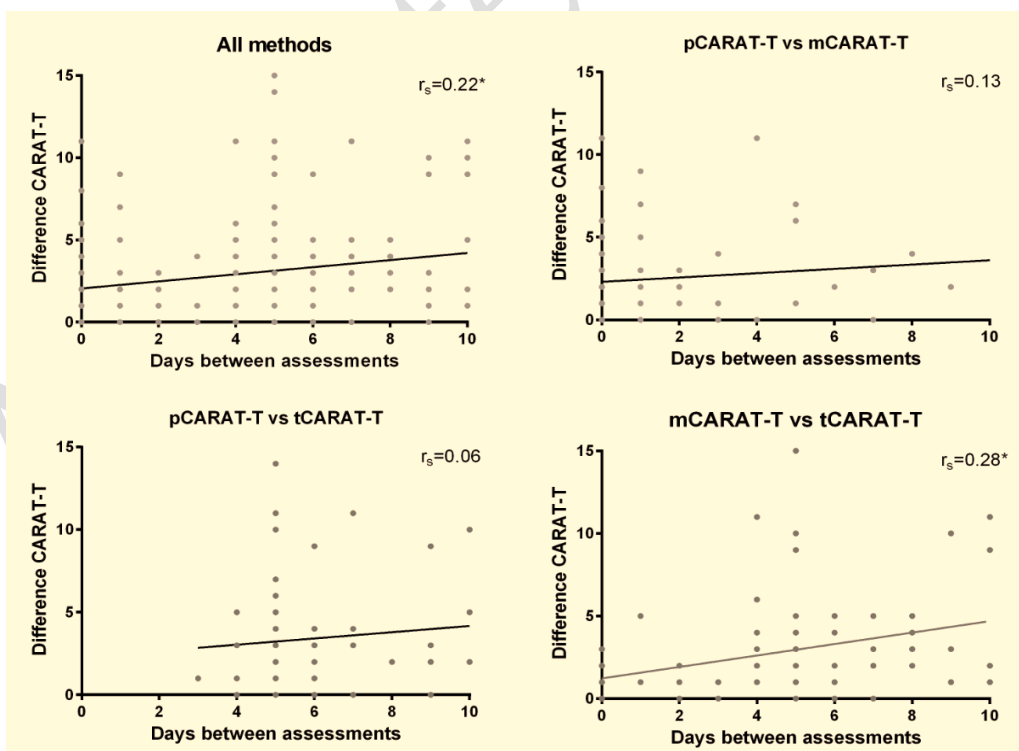 All methods
r_s=0.22*
Difference CARAT-T
15
10
5
0
0 2 4 6 8 10
Days between assessments
pCARAT-T vs mCARAT-T
r_s=0.13
Difference CARAT-T
15
10
5
0
0 2 4 6 8 10
Days between assessments
pCARAT-T vs tCARAT-T
r_s=0.06
Difference CARAT-T
15
10
5
0
0 2 4 6 8 10
Days between assessments
mCARAT-T vs tCARAT-T
r_s=0.28*
Difference CARAT-T
15
10
5
0
0 2 4 6 8 10
Days between assessments